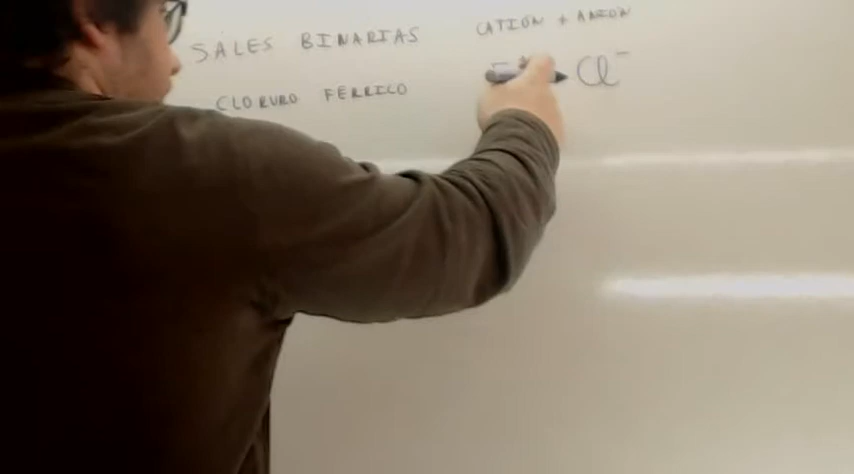 SALES BINARIAS CATION + ANION
CLORURO FERRICO Cl⁻